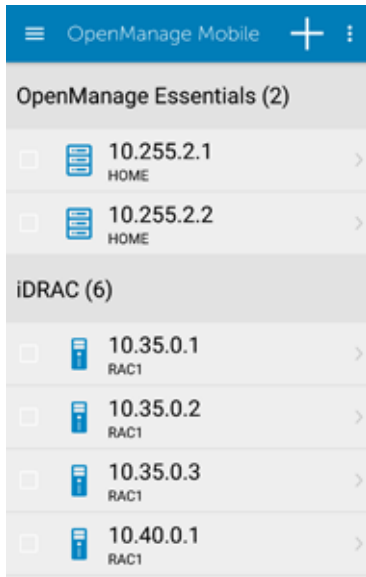 OpenManage Mobile
OpenManage Essentials (2)
10.255.2.1
HOME
10.255.2.2
HOME
iDRAC (6)
10.35.0.1
RAC1
10.35.0.2
RAC1
10.35.0.3
RAC1
10.40.0.1
RAC1